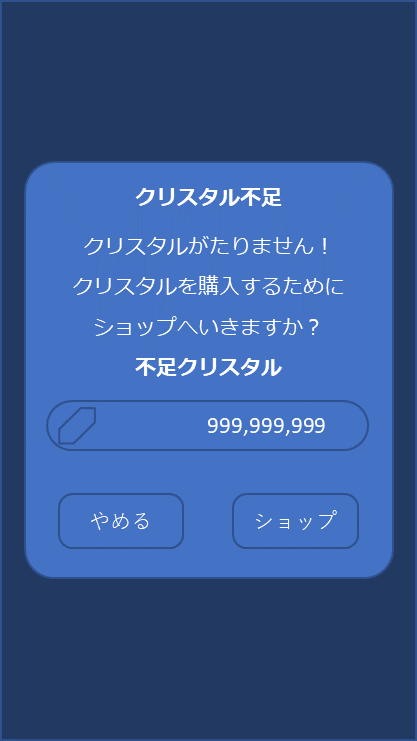 クリスタル不足
クリスタルがたりません！
クリスタルを購入するために
ショップへいきますか？
不足クリスタル
999,999,999
やめる
ショップ